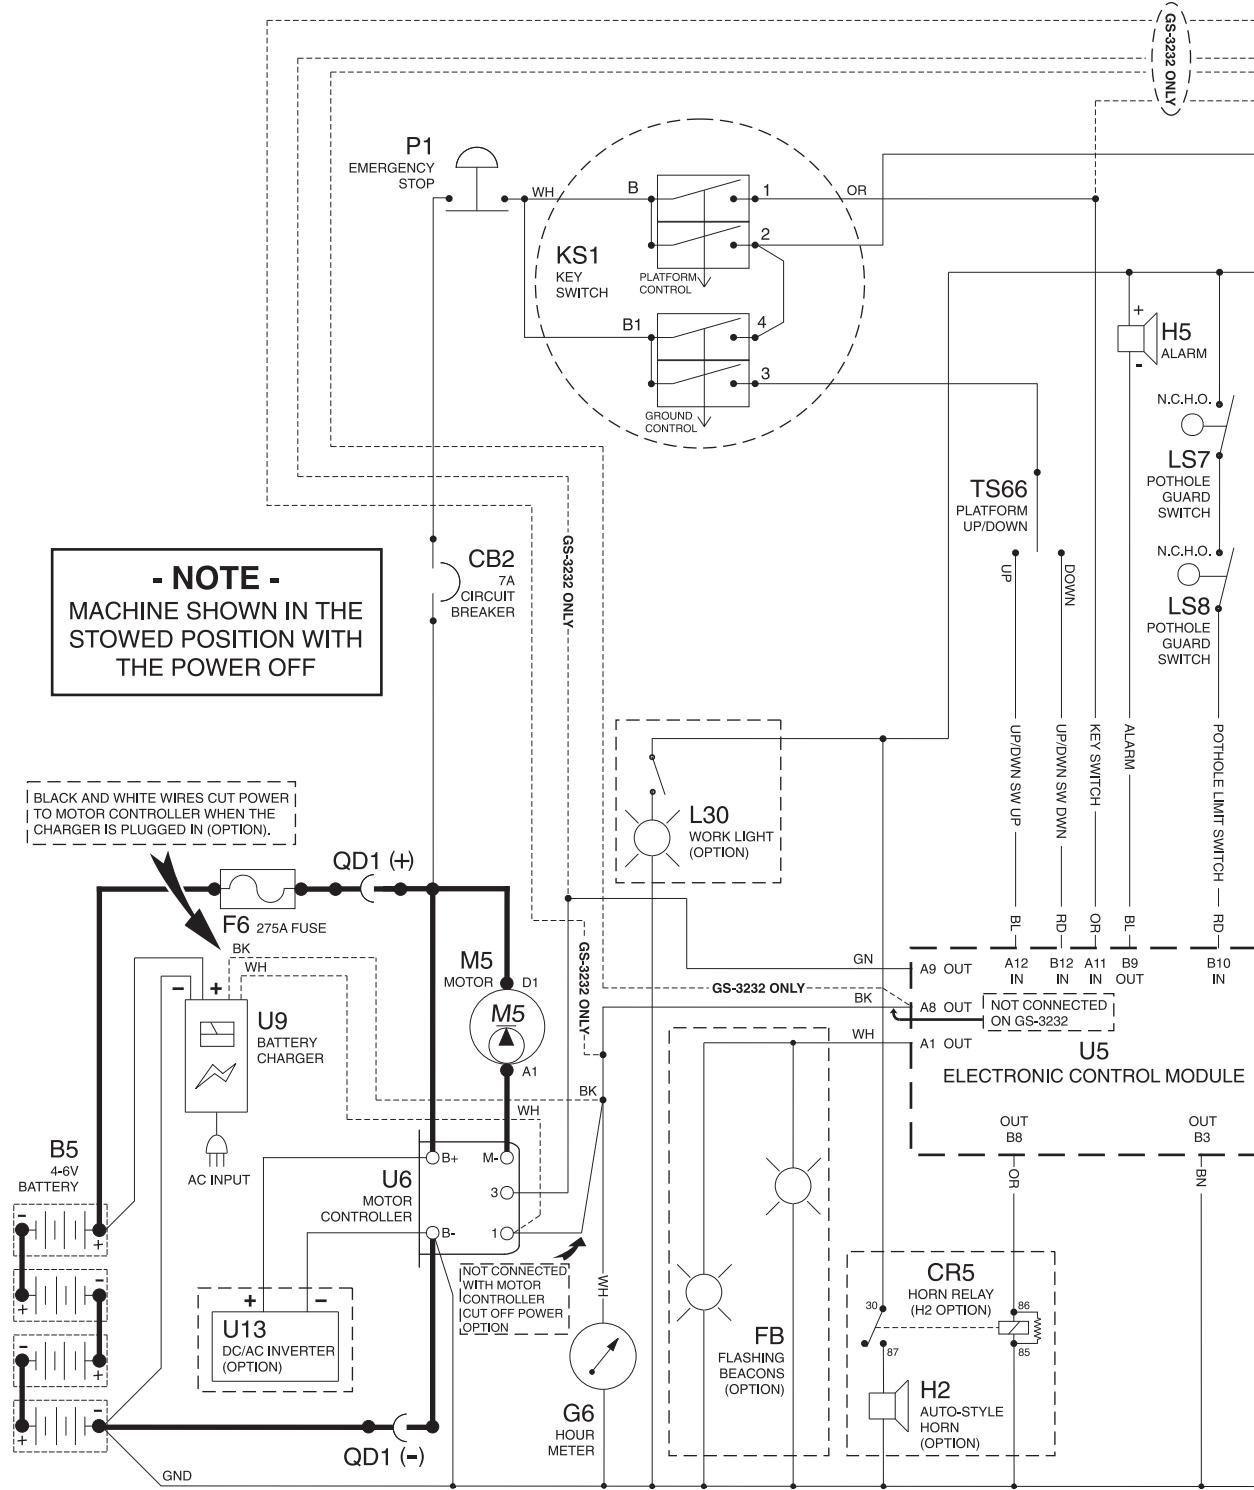 GS-3232 ONLY
P1
EMERGENCY
STOP
WH
B
1
OR
2
KS1
KEY
SWITCH
PLATFORM
CONTROL
B1
4
3
GROUND
CONTROL
+
H5
ALARM
-
N.C.H.O.
LS7
POTHOLE
GUARD
SWITCH
N.C.H.O.
LS8
POTHOLE
GUARD
SWITCH
TS66
PLATFORM
UP/DOWN
UP
DOWN
CB2
7A
CIRCUIT
BREAKER
GS-3232 ONLY
- NOTE -
MACHINE SHOWN IN THE
STOWED POSITION WITH
THE POWER OFF
UP/DWN SW UP
UP/DWN SW DWN
KEY SWITCH
ALARM
POTHOLE LIMIT SWITCH
BL
RD
OR
BL
RD
BLACK AND WHITE WIRES CUT POWER
TO MOTOR CONTROLLER WHEN THE
CHARGER IS PLUGGED IN (OPTION).
L30
WORK LIGHT
(OPTION)
QD1 (+)
F6 275A FUSE
BK
WH
- +
U9
BATTERY
CHARGER
AC INPUT
M5
MOTOR
D1
M5
A1
GS-3232 ONLY
GS-3232 ONLY
GN
BK
WH
A9 OUT
A8 OUT
A1 OUT
A12
IN
B12
IN
A11
IN
B9
OUT
B10
IN
NOT CONNECTED
ON GS-3232
U5
ELECTRONIC CONTROL MODULE
OUT
B8
OUT
B3
OR
BN
BK
WH
B5
4-6V
BATTERY
- +
+ -
- +
+ -
U6
MOTOR
CONTROLLER
B+
M-
3
B-
1
NOT CONNECTED
WITH MOTOR
CONTROLLER
CUT OFF POWER
OPTION
+ -
U13
DC/AC INVERTER
(OPTION)
WH
G6
HOUR
METER
FB
FLASHING
BEACONS
(OPTION)
CR5
HORN RELAY
(H2 OPTION)
30
87
86
85
H2
AUTO-STYLE
HORN
(OPTION)
QD1 (-)
GND